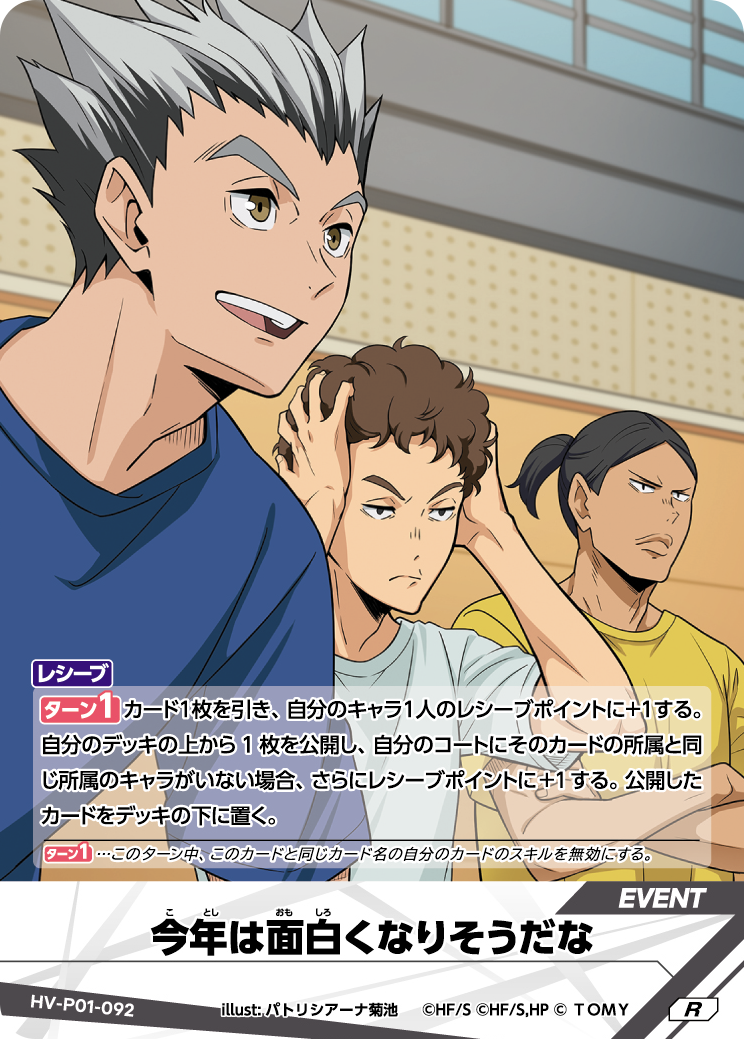 レシーブ
ターン1 カード1枚を引き、自分のキャラ1人のレシーブポイントに+1する。
自分のデッキの上から1枚を公開し、自分のコートにそのカードの所属と同
じ所属のキャラがいない場合、さらにレシーブポイントに+1する。公開した
カードをデッキの下に置く。
ターン1 …このターン中、このカードと同じカード名の自分のカードのスキルを無効にする。
EVENT
こ とし おも しろ
今年は面白くなりそうだな
HV-P01-092
illust: パトリシアーナ菊池 ©HF/S ©HF/S,HP © TOMY
R